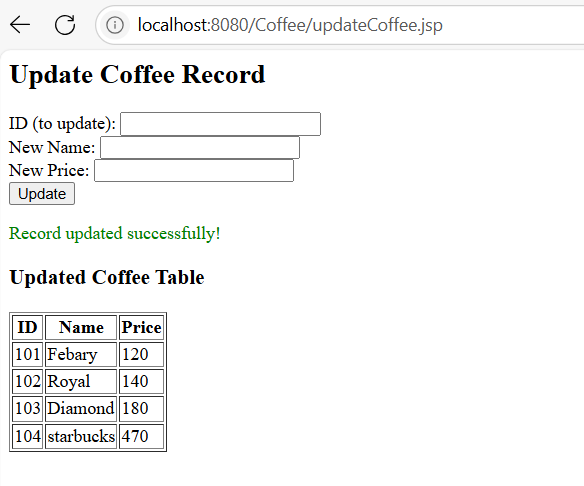 localhost:8080/Coffee/updateCoffee.jsp
Update Coffee Record
ID (to update):
New Name:
New Price:
Update
Record updated successfully!
Updated Coffee Table
ID Name Price
101 Febary 120
102 Royal 140
103 Diamond 180
104 starbucks 470